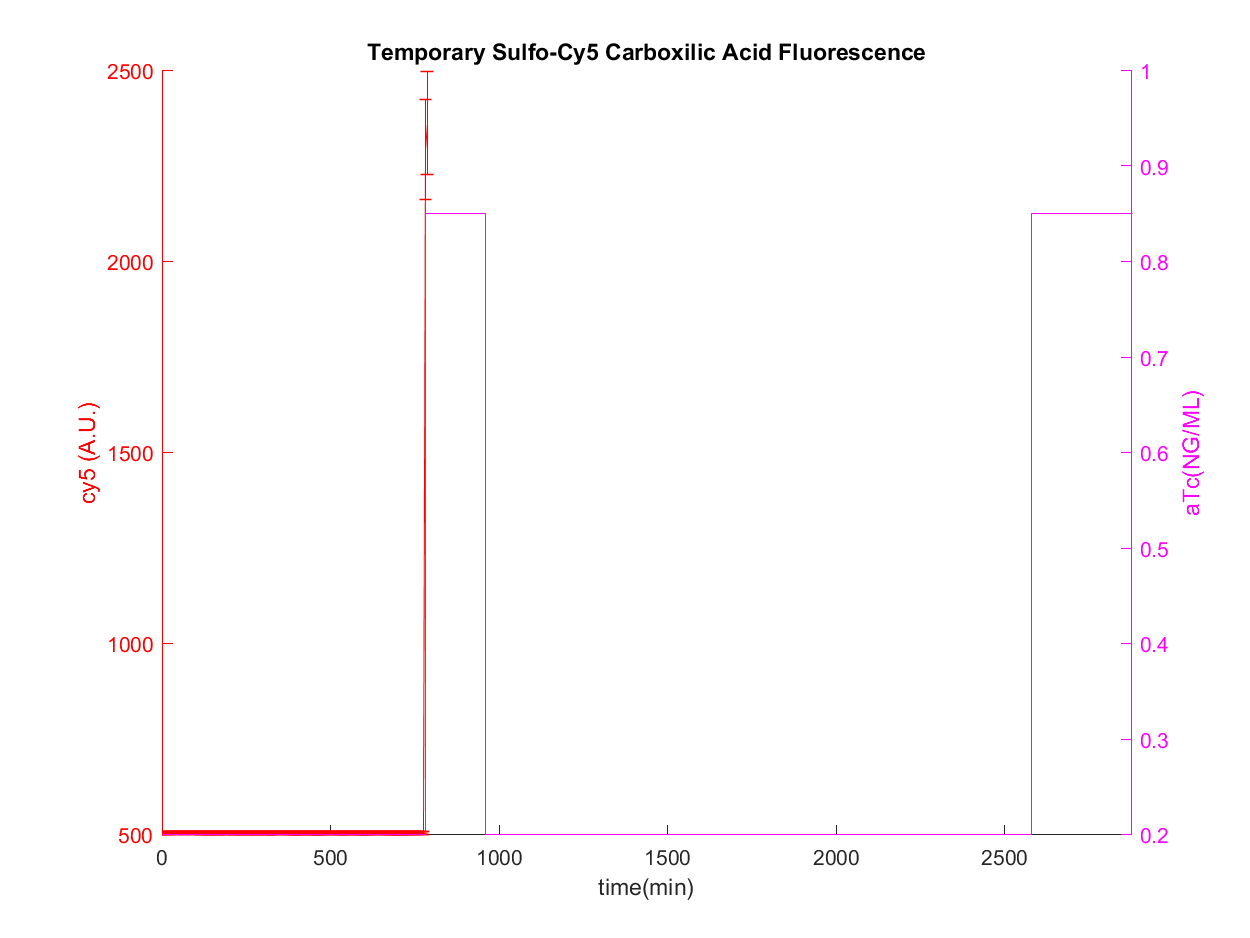 Temporary Sulfo-Cy5 Carboxilic Acid Fluorescence
2500
2000
1500
1000
500
cy5 (A.U.)
1
0.9
0.8
0.7
0.6
0.5
0.4
0.3
0.2
aTc(NG/ML)
0 500 1000 1500 2000 2500
time(min)